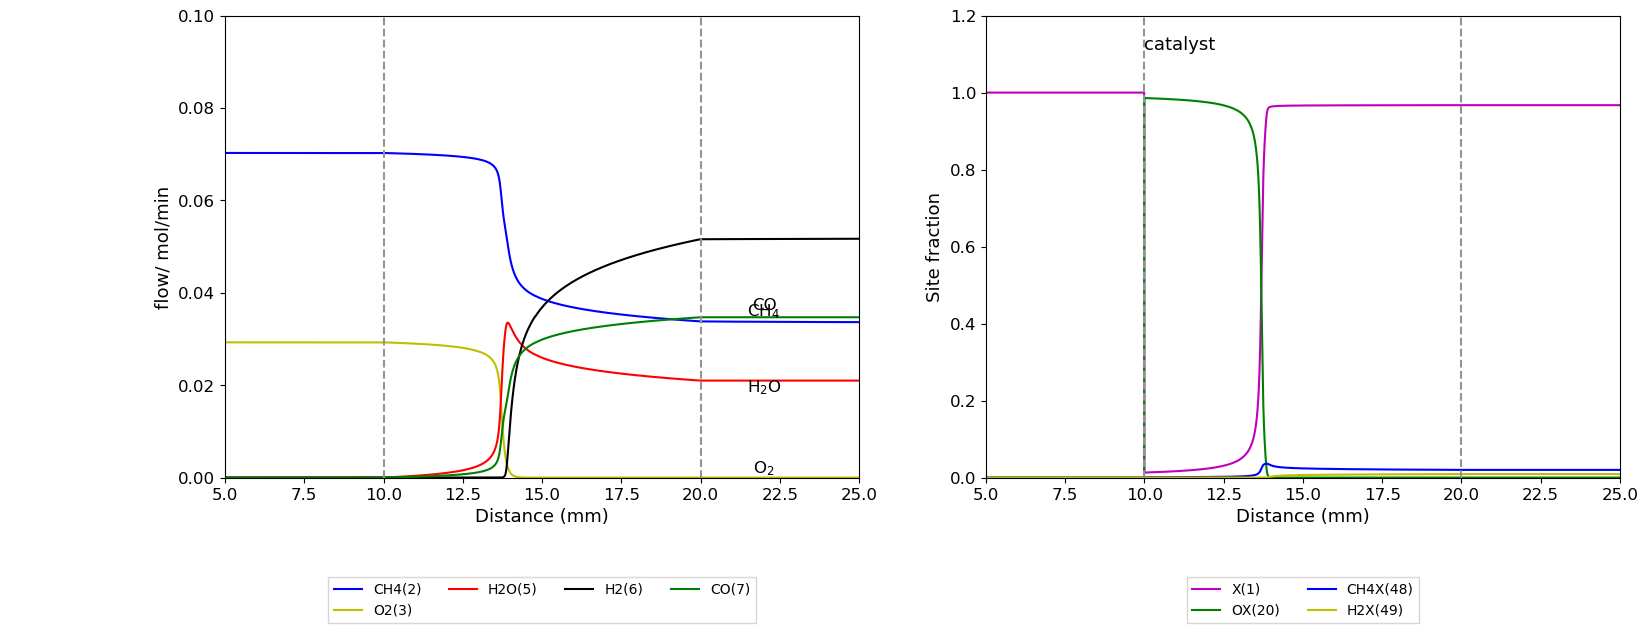 0.10
0.08
0.06
0.04
0.02
0.00
flow/ mol/min
5.0 7.5 10.0 12.5 15.0 17.5 20.0 22.5 25.0
Distance (mm)
CO
CH4
H2O
O2
CH4(2) H2O(5) H2(6) CO(7)
O2(3)
catalyst
1.2
1.0
0.8
0.6
0.4
0.2
0.0
Site fraction
5.0 7.5 10.0 12.5 15.0 17.5 20.0 22.5 25.0
Distance (mm)
X(1) CH4X(48)
OX(20) H2X(49)